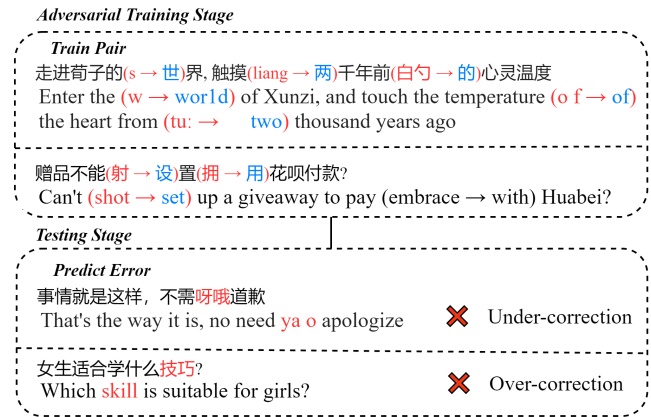 Adversarial Training Stage
Train Pair
走进荀子的(s → 世)界, 触摸(liang → 两)千年前(白勺 → 的)心灵温度
Enter the (w → wor1d) of Xunzi, and touch the temperature (o f → of)
the heart from (tu: → two) thousand years ago
赠品不能(射 → 设)置(拥 → 用)花呗付款?
Can't (shot → set) up a giveaway to pay (embrace → with) Huabei?
Testing Stage
Predict Error
事情就是这样，不需呀哦道歉
That's the way it is, no need ya o apologize
Under-correction
女生适合学什么技巧?
Which skill is suitable for girls?
Over-correction